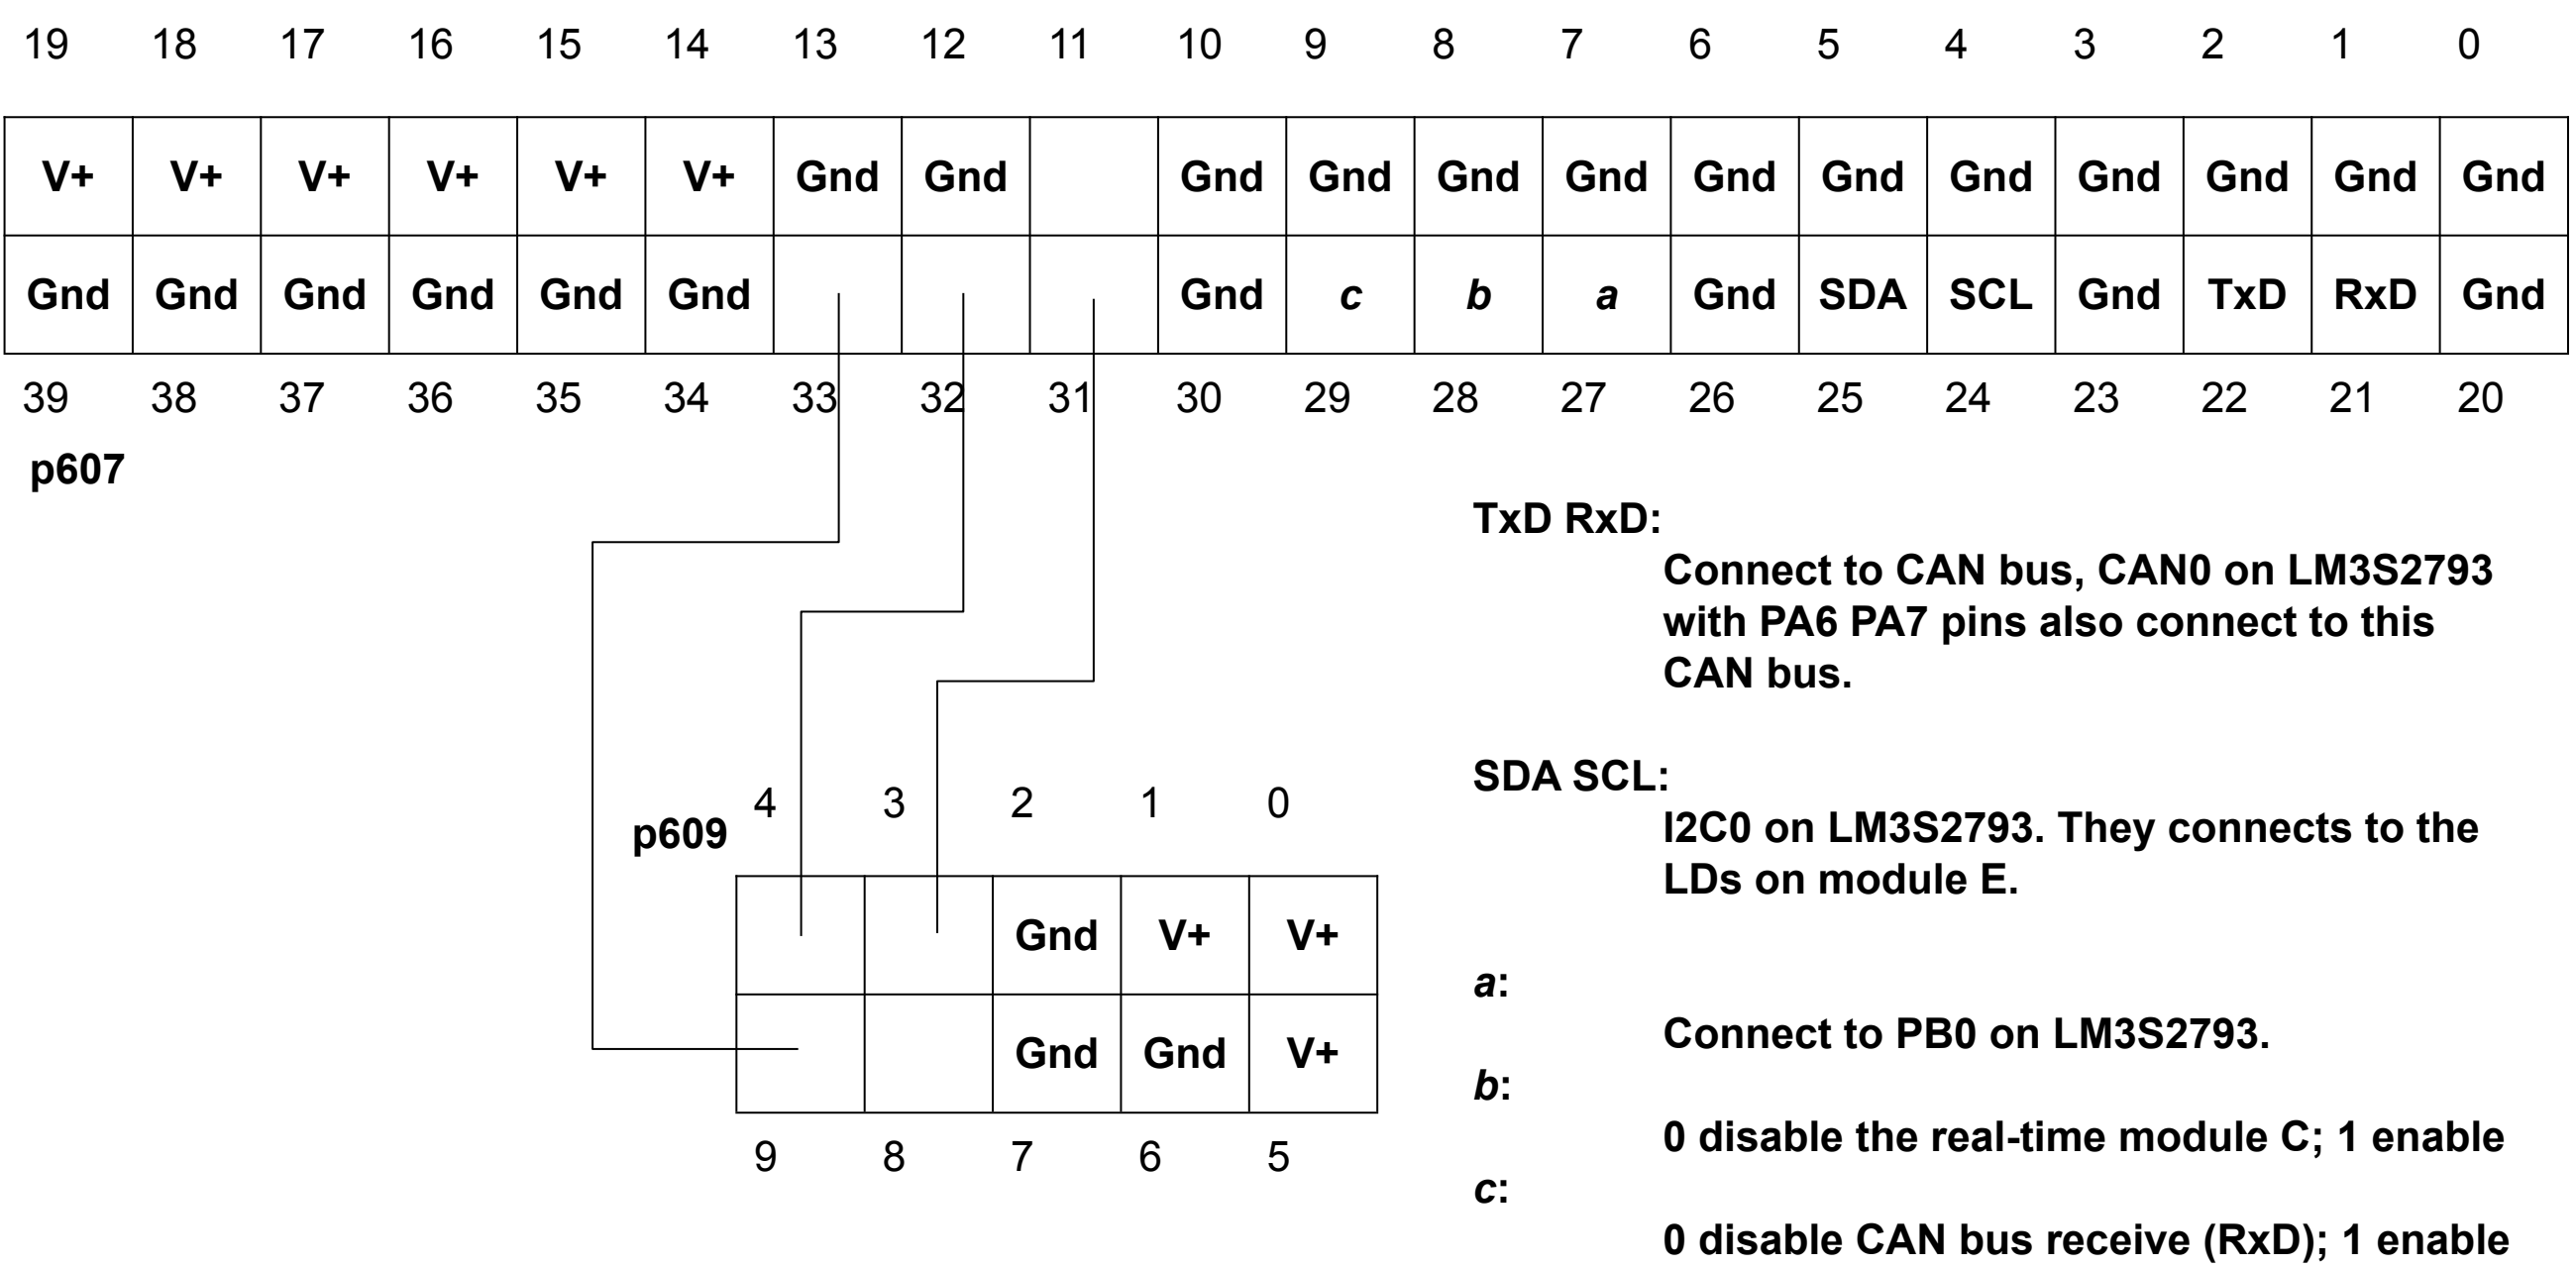 19 18 17 16 15 14 13 12 11 10 9 8 7 6 5 4 3 2 1 0
V+ V+ V+ V+ V+ V+ Gnd Gnd Gnd Gnd Gnd Gnd Gnd Gnd Gnd Gnd Gnd Gnd Gnd
Gnd Gnd Gnd Gnd Gnd Gnd Gnd c b a Gnd SDA SCL Gnd TxD RxD Gnd
39 38 37 36 35 34 33 32 31 30 29 28 27 26 25 24 23 22 21 20
p607
TxD RxD:
Connect to CAN bus, CAN0 on LM3S2793
with PA6 PA7 pins also connect to this
CAN bus.
SDA SCL:
I2C0 on LM3S2793. They connects to the
LDs on module E.
a:
Connect to PB0 on LM3S2793.
b:
0 disable the real-time module C; 1 enable
c:
0 disable CAN bus receive (RxD); 1 enable
4 3 2 1 0
p609
Gnd V+ V+
Gnd Gnd V+
9 8 7 6 5